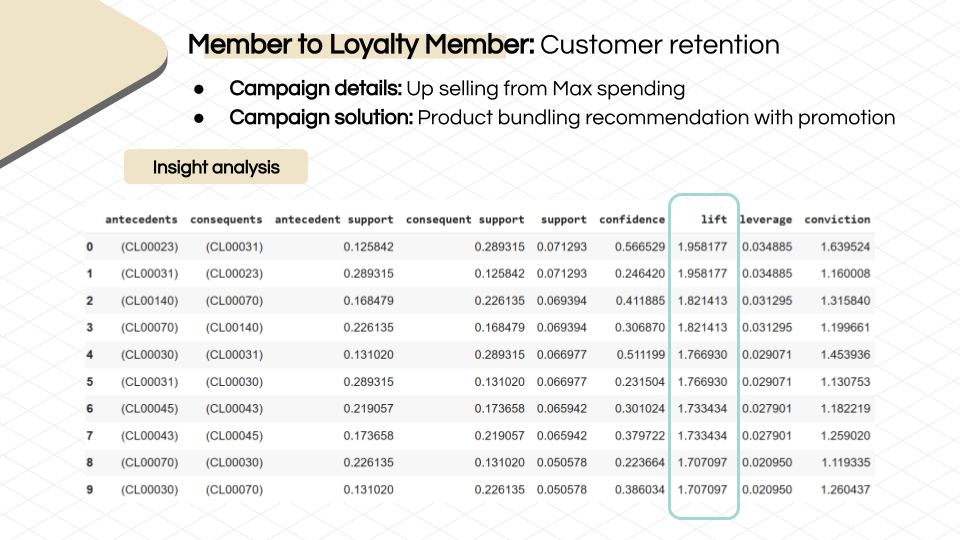 Member to Loyalty Member: Customer retention
● Campaign details: Up selling from Max spending
● Campaign solution: Product bundling recommendation with promotion
Insight analysis
antecedents consequents antecedent support consequent support support confidence lift leverage conviction
0 (CL00023) (CL00031) 0.125842 0.289315 0.071293 0.566529 1.958177 0.034885 1.639524
1 (CL00031) (CL00023) 0.289315 0.125842 0.071293 0.246420 1.958177 0.034885 1.160008
2 (CL00140) (CL00070) 0.168479 0.226135 0.069394 0.411885 1.821413 0.031295 1.315840
3 (CL00070) (CL00140) 0.226135 0.168479 0.069394 0.306870 1.821413 0.031295 1.199661
4 (CL00030) (CL00031) 0.131020 0.289315 0.066977 0.511199 1.766930 0.029071 1.453936
5 (CL00031) (CL00030) 0.289315 0.131020 0.066977 0.231504 1.766930 0.029071 1.130753
6 (CL00045) (CL00043) 0.219057 0.173658 0.065942 0.301024 1.733434 0.027901 1.182219
7 (CL00043) (CL00045) 0.173658 0.219057 0.065942 0.379722 1.733434 0.027901 1.259020
8 (CL00070) (CL00030) 0.226135 0.131020 0.050578 0.223664 1.707097 0.020950 1.119335
9 (CL00030) (CL00070) 0.131020 0.226135 0.050578 0.386034 1.707097 0.020950 1.260437